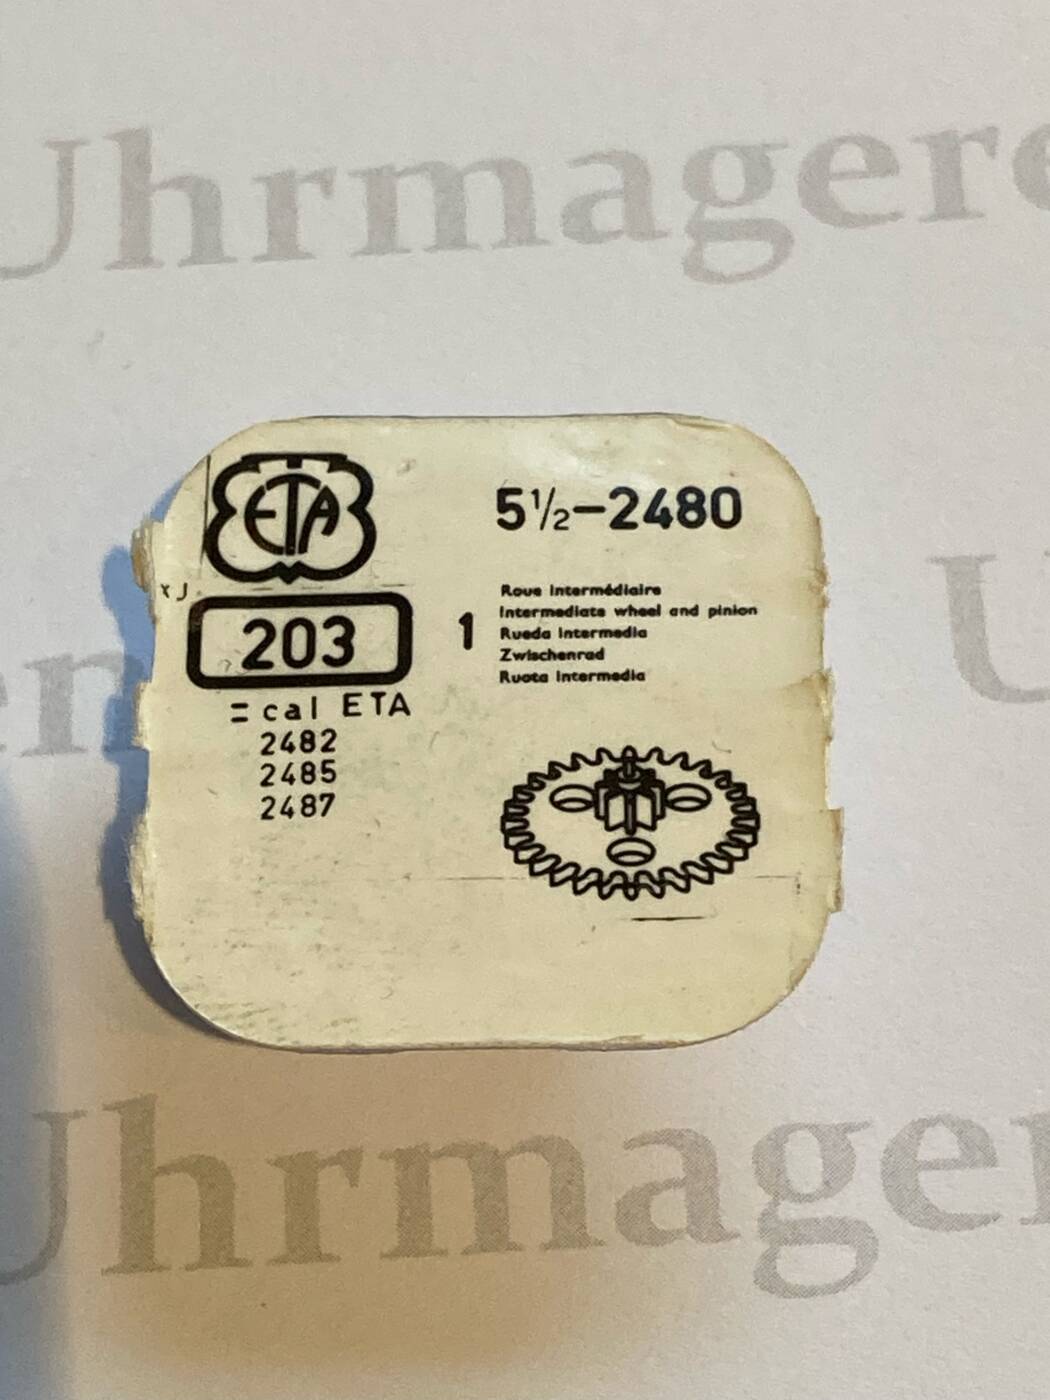 Uhrmagere
ETA
5½–2480
203
= cal ETA
2482
2485
2487
1
Roue intermédiaire
Intermediate wheel and pinion
Rueda intermedia
Zwischenrad
Ruota intermedia
Uhrmager